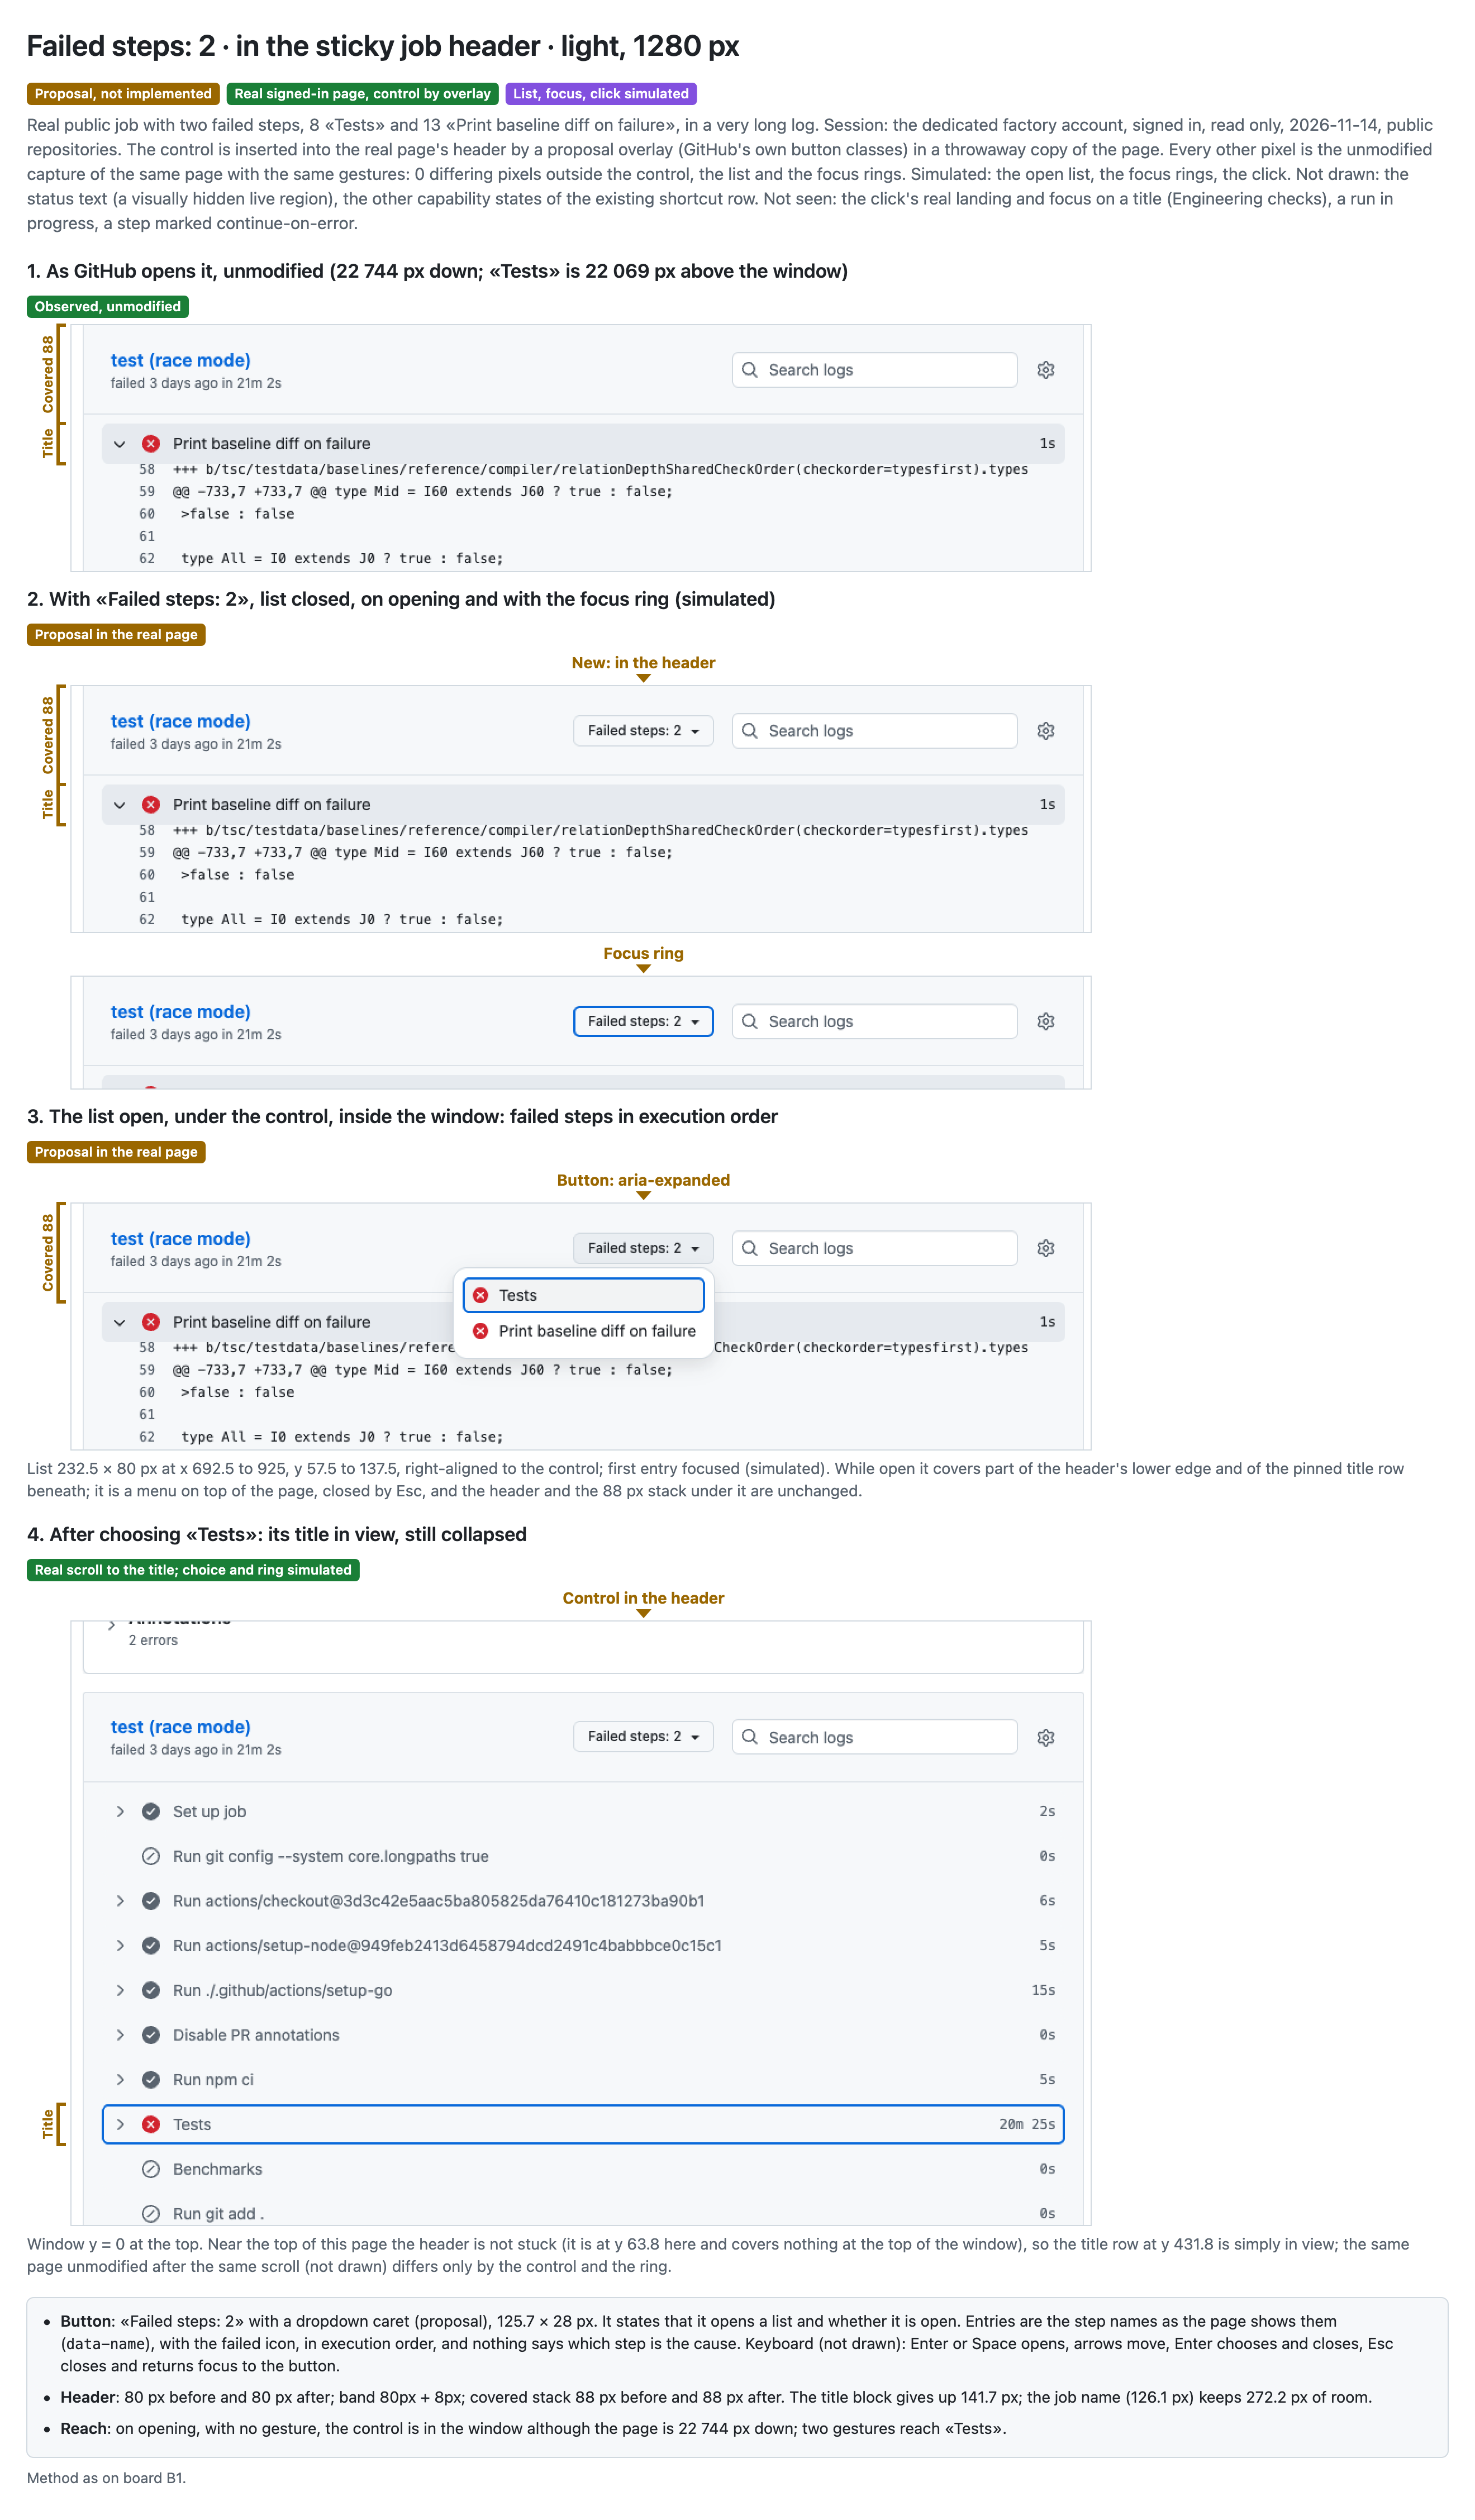 Failed steps: 2 · in the sticky job header · light, 1280 px
Proposal, not implemented
Real signed-in page, control by overlay
List, focus, click simulated
Real public job with two failed steps, 8 «Tests» and 13 «Print baseline diff on failure», in a very long log. Session: the dedicated factory account, signed in, read only, 2026-11-14, public
repositories. The control is inserted into the real page's header by a proposal overlay (GitHub's own button classes) in a throwaway copy of the page. Every other pixel is the unmodified
capture of the same page with the same gestures: 0 differing pixels outside the control, the list and the focus rings. Simulated: the open list, the focus rings, the click. Not drawn: the
status text (a visually hidden live region), the other capability states of the existing shortcut row. Not seen: the click's real landing and focus on a title (Engineering checks), a run in
progress, a step marked continue-on-error.
1. As GitHub opens it, unmodified (22 744 px down; «Tests» is 22 069 px above the window)
Observed, unmodified
Covered 88
Title
test (race mode)
failed 3 days ago in 21m 2s
Search logs
Print baseline diff on failure
1s
58 +++ b/tsc/testdata/baselines/reference/compiler/relationDepthSharedCheckOrder(checkorder=typesfirst).types
59 @@ -733,7 +733,7 @@ type Mid = I60 extends J60 ? true : false;
60 >false : false
61
62 type All = I0 extends J0 ? true : false;
2. With «Failed steps: 2», list closed, on opening and with the focus ring (simulated)
Proposal in the real page
New: in the header
Covered 88
Title
test (race mode)
failed 3 days ago in 21m 2s
Failed steps: 2
Search logs
Print baseline diff on failure
1s
58 +++ b/tsc/testdata/baselines/reference/compiler/relationDepthSharedCheckOrder(checkorder=typesfirst).types
59 @@ -733,7 +733,7 @@ type Mid = I60 extends J60 ? true : false;
60 >false : false
61
62 type All = I0 extends J0 ? true : false;
Focus ring
test (race mode)
failed 3 days ago in 21m 2s
Failed steps: 2
Search logs
3. The list open, under the control, inside the window: failed steps in execution order
Proposal in the real page
Button: aria-expanded
Covered 88
test (race mode)
failed 3 days ago in 21m 2s
Failed steps: 2
Search logs
Tests
Print baseline diff on failure
Print baseline diff on failure
1s
58 +++ b/tsc/testdata/baselines/refere CheckOrder(checkorder=typesfirst).types
59 @@ -733,7 +733,7 @@ type Mid = I60 extends J60 ? true : false;
60 >false : false
61
62 type All = I0 extends J0 ? true : false;
List 232.5 × 80 px at x 692.5 to 925, y 57.5 to 137.5, right-aligned to the control; first entry focused (simulated). While open it covers part of the header's lower edge and of the pinned title row
beneath; it is a menu on top of the page, closed by Esc, and the header and the 88 px stack under it are unchanged.
4. After choosing «Tests»: its title in view, still collapsed
Real scroll to the title; choice and ring simulated
Control in the header
Annotations
2 errors
test (race mode)
failed 3 days ago in 21m 2s
Failed steps: 2
Search logs
Set up job 2s
Run git config --system core.longpaths true 0s
Run actions/checkout@3d3c42e5aac5ba805825da76410c181273ba90b1 6s
Run actions/setup-node@949feb2413d6458794dcd2491c4babbbce0c15c1 5s
Run ./.github/actions/setup-go 15s
Disable PR annotations 0s
Run npm ci 5s
Title
Tests 20m 25s
Benchmarks 0s
Run git add . 0s
Window y = 0 at the top. Near the top of this page the header is not stuck (it is at y 63.8 here and covers nothing at the top of the window), so the title row at y 431.8 is simply in view; the same
page unmodified after the same scroll (not drawn) differs only by the control and the ring.
• Button: «Failed steps: 2» with a dropdown caret (proposal), 125.7 × 28 px. It states that it opens a list and whether it is open. Entries are the step names as the page shows them
(data-name), with the failed icon, in execution order, and nothing says which step is the cause. Keyboard (not drawn): Enter or Space opens, arrows move, Enter chooses and closes, Esc
closes and returns focus to the button.
• Header: 80 px before and 80 px after; band 80px + 8px; covered stack 88 px before and 88 px after. The title block gives up 141.7 px; the job name (126.1 px) keeps 272.2 px of room.
• Reach: on opening, with no gesture, the control is in the window although the page is 22 744 px down; two gestures reach «Tests».
Method as on board B1.